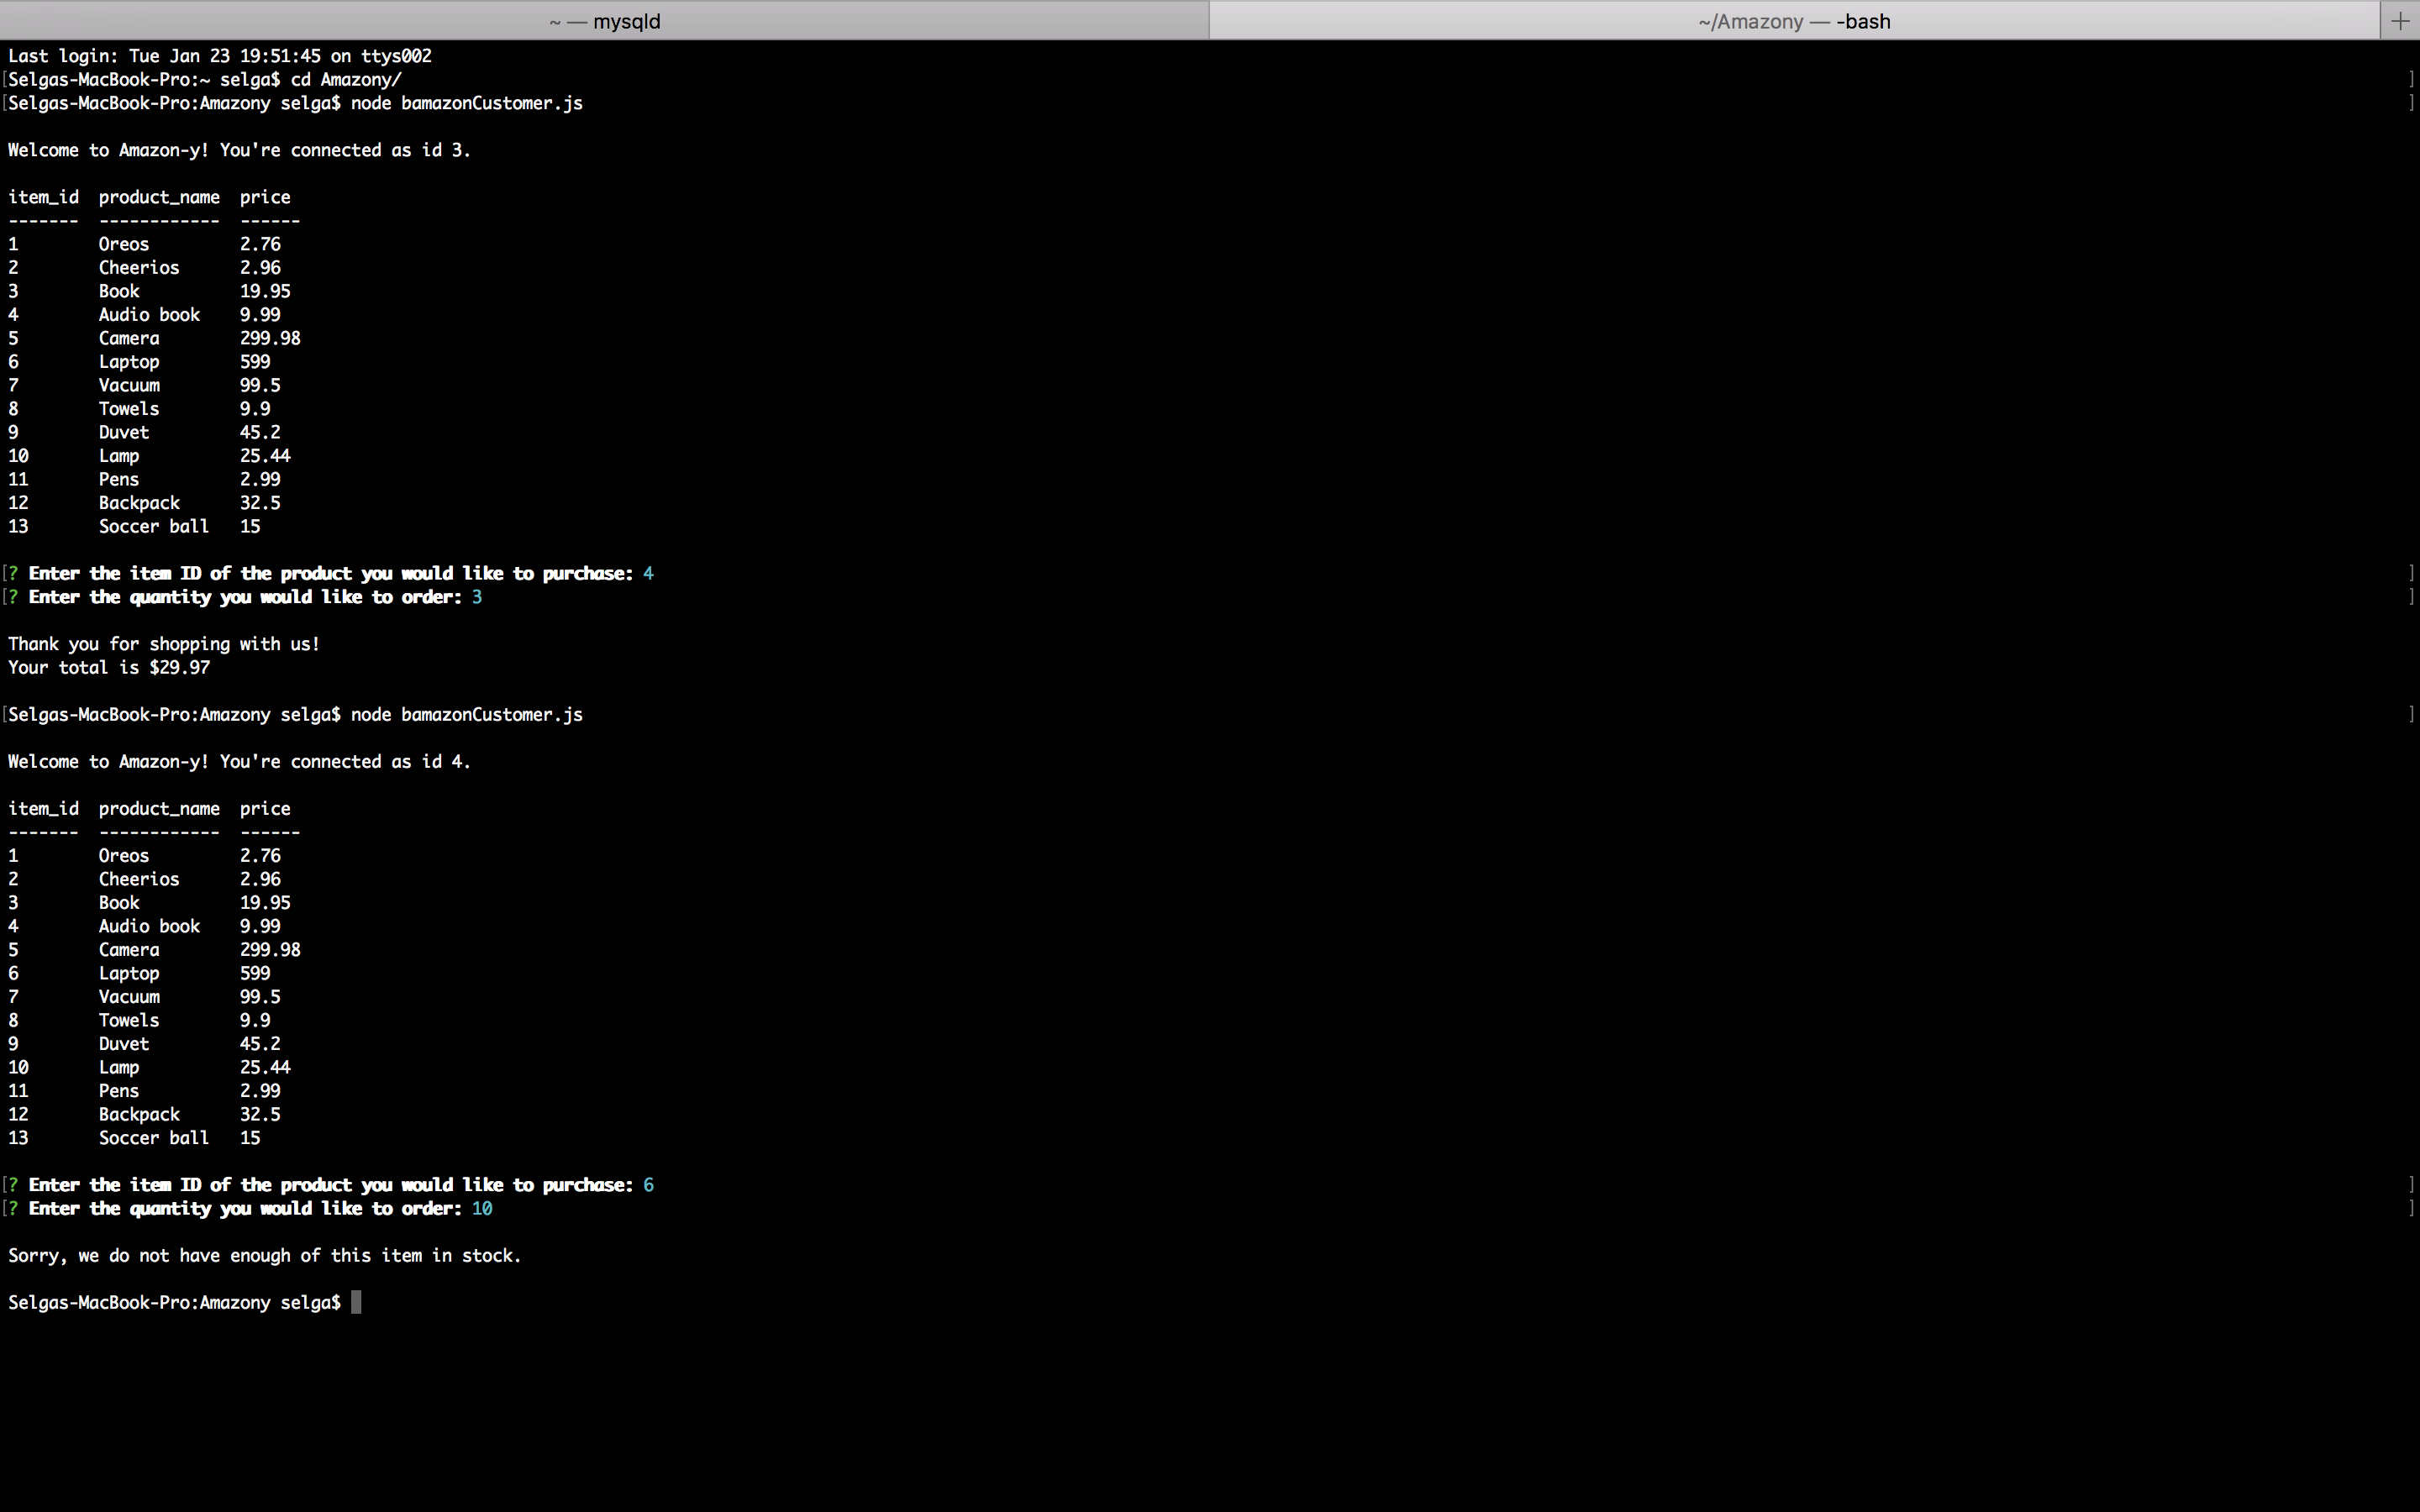 ~ — mysqld
~/Amazony — -bash
Last login: Tue Jan 23 19:51:45 on ttys002
[Selgas-MacBook-Pro:~ selga$ cd Amazony/ ]
[Selgas-MacBook-Pro:Amazony selga$ node bamazonCustomer.js ]
Welcome to Amazon-y! You're connected as id 3.
item_id  product_name  price
-------  ------------  ------
1        Oreos         2.76
2        Cheerios      2.96
3        Book          19.95
4        Audio book    9.99
5        Camera        299.98
6        Laptop        599
7        Vacuum        99.5
8        Towels        9.9
9        Duvet         45.2
10       Lamp          25.44
11       Pens          2.99
12       Backpack      32.5
13       Soccer ball   15
[? Enter the item ID of the product you would like to purchase: 4 ]
[? Enter the quantity you would like to order: 3 ]
Thank you for shopping with us!
Your total is $29.97
[Selgas-MacBook-Pro:Amazony selga$ node bamazonCustomer.js ]
Welcome to Amazon-y! You're connected as id 4.
item_id  product_name  price
-------  ------------  ------
1        Oreos         2.76
2        Cheerios      2.96
3        Book          19.95
4        Audio book    9.99
5        Camera        299.98
6        Laptop        599
7        Vacuum        99.5
8        Towels        9.9
9        Duvet         45.2
10       Lamp          25.44
11       Pens          2.99
12       Backpack      32.5
13       Soccer ball   15
[? Enter the item ID of the product you would like to purchase: 6 ]
[? Enter the quantity you would like to order: 10 ]
Sorry, we do not have enough of this item in stock.
Selgas-MacBook-Pro:Amazony selga$